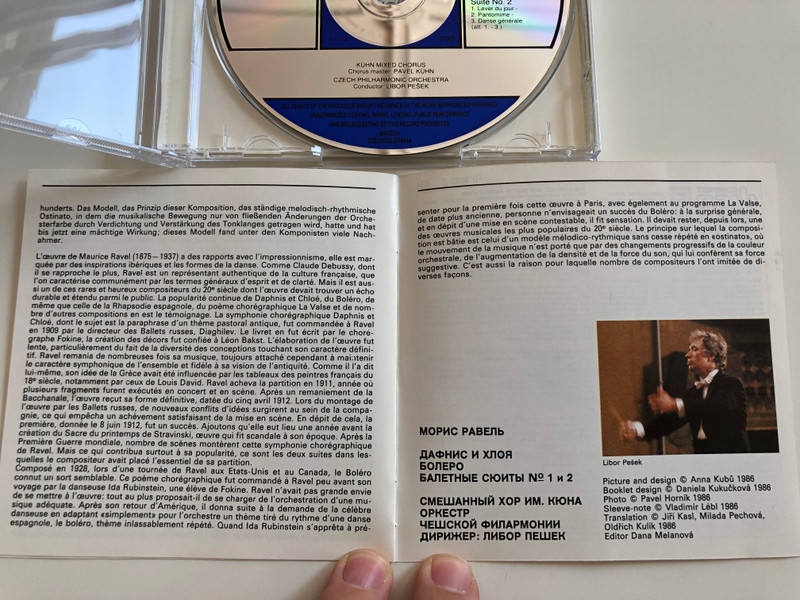 Suite No. 2
1. Lever du jour -
2. Pantomime -
3. Danse générale
(att. 1.-3.)
KÜHN MIXED CHORUS
Chorus master: PAVEL KÜHN
CZECH PHILHARMONIC ORCHESTRA
Conductor: LIBOR PEŠEK
hunderts. Das Modell, das Prinzip dieser Komposition, das ständige melodisch-rhythmische
Ostinato, in dem die musikalische Bewegung nur von fließenden Änderungen der Orche-
sterfarbe durch Verdichtung und Verstärkung des Tonklanges getragen wird, hatte und hat
bis jetzt eine mächtige Wirkung; dieses Modell fand unter den Komponisten viele Nach-
ahmer.
L'œuvre de Maurice Ravel (1875—1937) a des rapports avec l'impressionnisme, elle est mar-
quée par des inspirations ibériques et les formes de la danse. Comme Claude Debussy, dont
il se rapproche le plus, Ravel est un représentant authentique de la culture française, que
l'on caractérise communément par les termes généraux d'esprit et de clarté. Mais il est aus-
si un de ces rares et heureux compositeurs du 20e siècle dont l'œuvre devait trouver un écho
durable et étendu parmi le public. La popularité continue de Daphnis et Chloé, du Boléro, de
même que celle de la Rhapsodie espagnole, du poème chorégraphique La Valse et de nom-
bre d'autres compositions en est le témoignage. La symphonie chorégraphique Daphnis et
Chloé, dont le sujet est la paraphrase d'un thème pastoral antique, fut commandée à Ravel
en 1909 par le directeur des Ballets russes, Diaghilev. Le livret en fut écrit par le choré-
graphe Fokine, la création des décors fut confiée à Léon Bakst. L'élaboration de l'œuvre fut
lente, particulièrement du fait de la diversité des conceptions touchant son caractère défini-
tif. Ravel remania de nombreuses fois sa musique, toujours attaché cependant à maintenir
le caractère symphonique de l'ensemble et fidèle à sa vision de l'antiquité. Comme il l'a dit
lui-même, son idée de la Grèce avait été influencée par les tableaux des peintres français du
18e siècle, notamment par ceux de Louis David. Ravel acheva la partition en 1911, année où
plusieurs fragments furent exécutés en concert et en scène. Après un remaniement de la
Bacchanale, l'œuvre reçut sa forme définitive, datée du cinq avril 1912. Lors du montage de
l'œuvre par les Ballets russes, de nouveaux conflits d'idées surgirent au sein de la compa-
gnie, ce qui empêcha un achèvement satisfaisant de la mise en scène. En dépit de cela, la
première, donnée le 8 juin 1912, fut un succès. Ajoutons qu'elle eut lieu une année avant la
création du Sacre du printemps de Stravinski, œuvre qui fit scandale à son époque. Après la
Première Guerre mondiale, nombre de scènes montèrent cette symphonie chorégraphique
de Ravel. Mais ce qui contribua surtout à sa popularité, ce sont les deux suites dans les-
quelles le compositeur avait placé l'essentiel de sa partition.
Composé en 1928, lors d'une tournée de Ravel aux Etats-Unis et au Canada, le Boléro
connut un sort semblable. Ce poème chorégraphique fut commandé à Ravel peu avant son
voyage par la danseuse Ida Rubinstein, une élève de Fokine. Ravel n'avait pas grande envie
de se mettre à l'œuvre: tout au plus proposait-il de se charger de l'orchestration d'une mu-
sique adéquate. Après son retour d'Amérique, il donna suite à la demande de la célèbre
danseuse en adaptant «simplement» pour l'orchestre un thème tiré du rythme d'une danse
espagnole, le boléro, thème inlassablement répété. Quand Ida Rubinstein s'apprêta à pré-
senter pour la première fois cette œuvre à Paris, avec également au programme La Valse,
de date plus ancienne, personne n'envisageait un succès du Boléro: à la surprise générale,
et en dépit d'une mise en scène contestable, il fit sensation. Il devait rester, depuis lors, une
des œuvres musicales les plus populaires du 20e siècle. Le principe sur lequel la composi-
tion est bâtie est celui d'un modèle mélodico-rythmique sans cesse répété en «ostinato», où
le mouvement de la musique n'est porté que par des changements progressifs de la couleur
orchestrale, de l'augmentation de la densité et de la force du son, qui lui confèrent sa force
suggestive. C'est aussi la raison pour laquelle nombre de compositeurs l'ont imitée de di-
verses façons.
МОРИС РАВЕЛЬ
ДАФНИС И ХЛОЯ
БОЛЕРО
БАЛЕТНЫЕ СЮИТЫ № 1 и 2
СМЕШАННЫЙ ХОР ИМ. КЮНА
ОРКЕСТР
ЧЕШСКОЙ ФИЛАРМОНИИ
ДИРИЖЕР: ЛИБОР ПЕШЕК
Libor Pešek
Picture and design © Anna Kubů 1986
Booklet design © Daniela Kukučková 1986
Photo © Pavel Horník 1986
Sleeve-note © Vladimír Lébl 1986
Translation © Jiří Kasl, Milada Pechová,
Oldřich Kulík 1986
Editor Dana Melanová